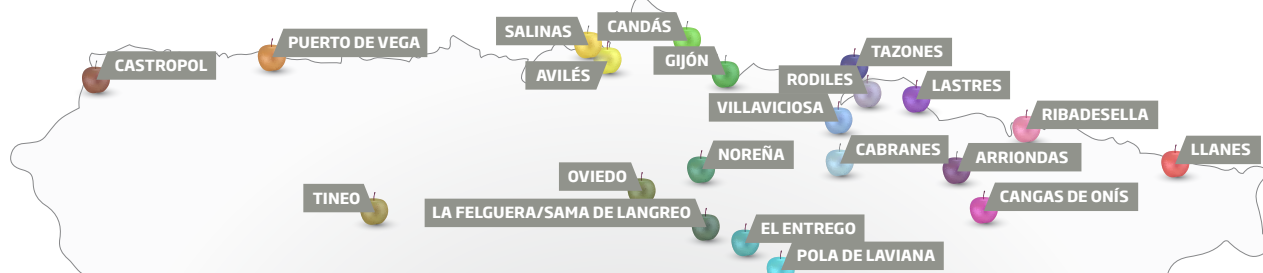 SALINAS
CANDÁS
PUERTO DE VEGA
CASTROPOL
AVILÉS
GIJÓN
TAZONES
RODILES
LASTRES
VILLAVICIOSA
RIBADESELLA
NOREÑA
CABRANES
ARRIONDAS
LLANES
OVIEDO
TINEO
CANGAS DE ONÍS
LA FELGUERA/SAMA DE LANGREO
EL ENTREGO
POLA DE LAVIANA